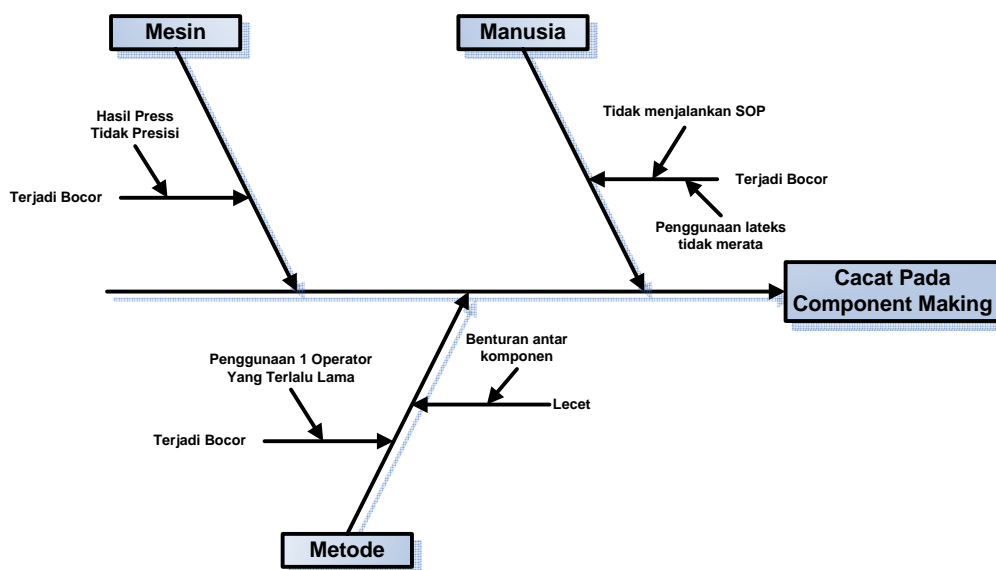 Mesin
Manusia
Hasil Press
Tidak Presisi
Terjadi Bocor
Tidak menjalankan SOP
Terjadi Bocor
Penggunaan lateks
tidak merata
Cacat Pada
Component Making
Benturan antar
komponen
Penggunaan 1 Operator
Yang Terlalu Lama
Lecet
Terjadi Bocor
Metode